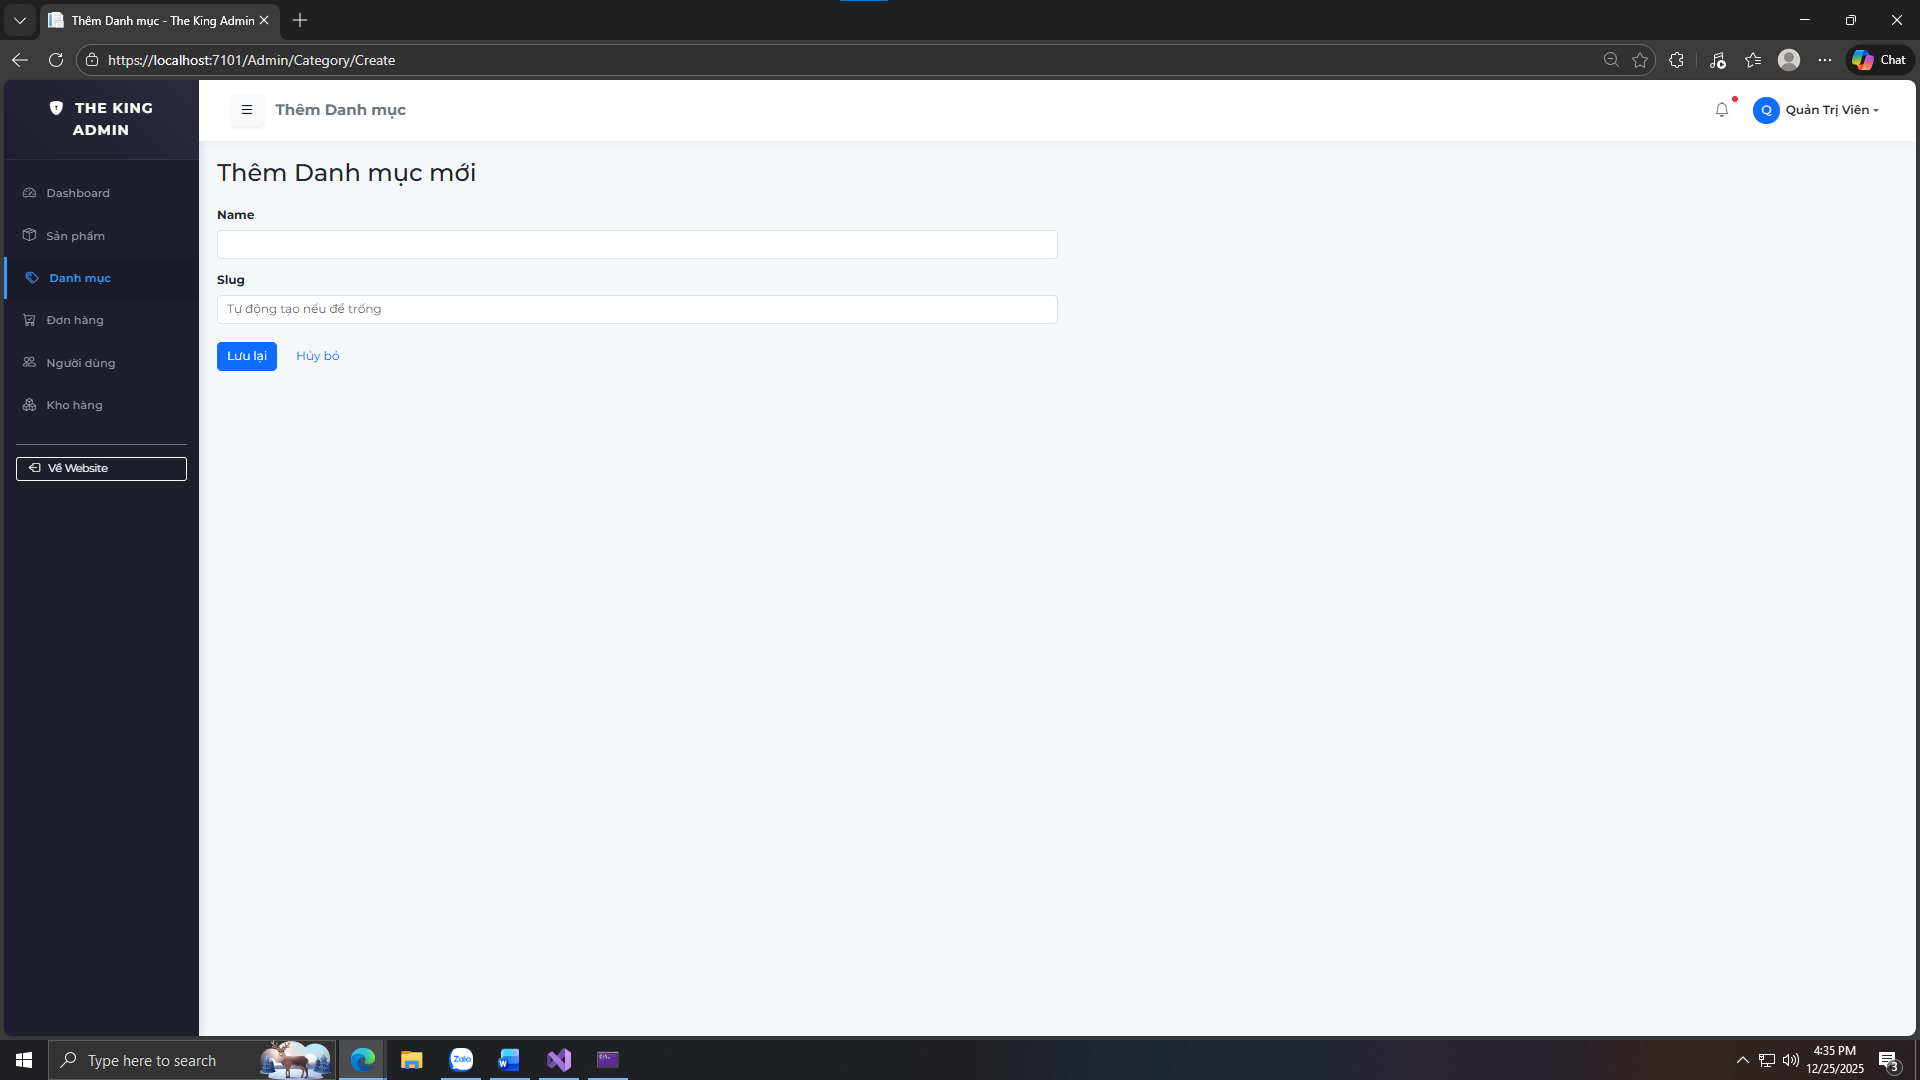 Thêm Danh mục - The King Admin
https://localhost:7101/Admin/Category/Create
Chat
THE KING
ADMIN
Thêm Danh mục
Q
Quản Trị Viên
Dashboard
Sản phẩm
Danh mục
Đơn hàng
Người dùng
Kho hàng
Về Website
Thêm Danh mục mới
Name
Slug
Tự động tạo nếu để trống
Lưu lại
Hủy bỏ
Type here to search
Zalo
W
4:35 PM
12/25/2025
3